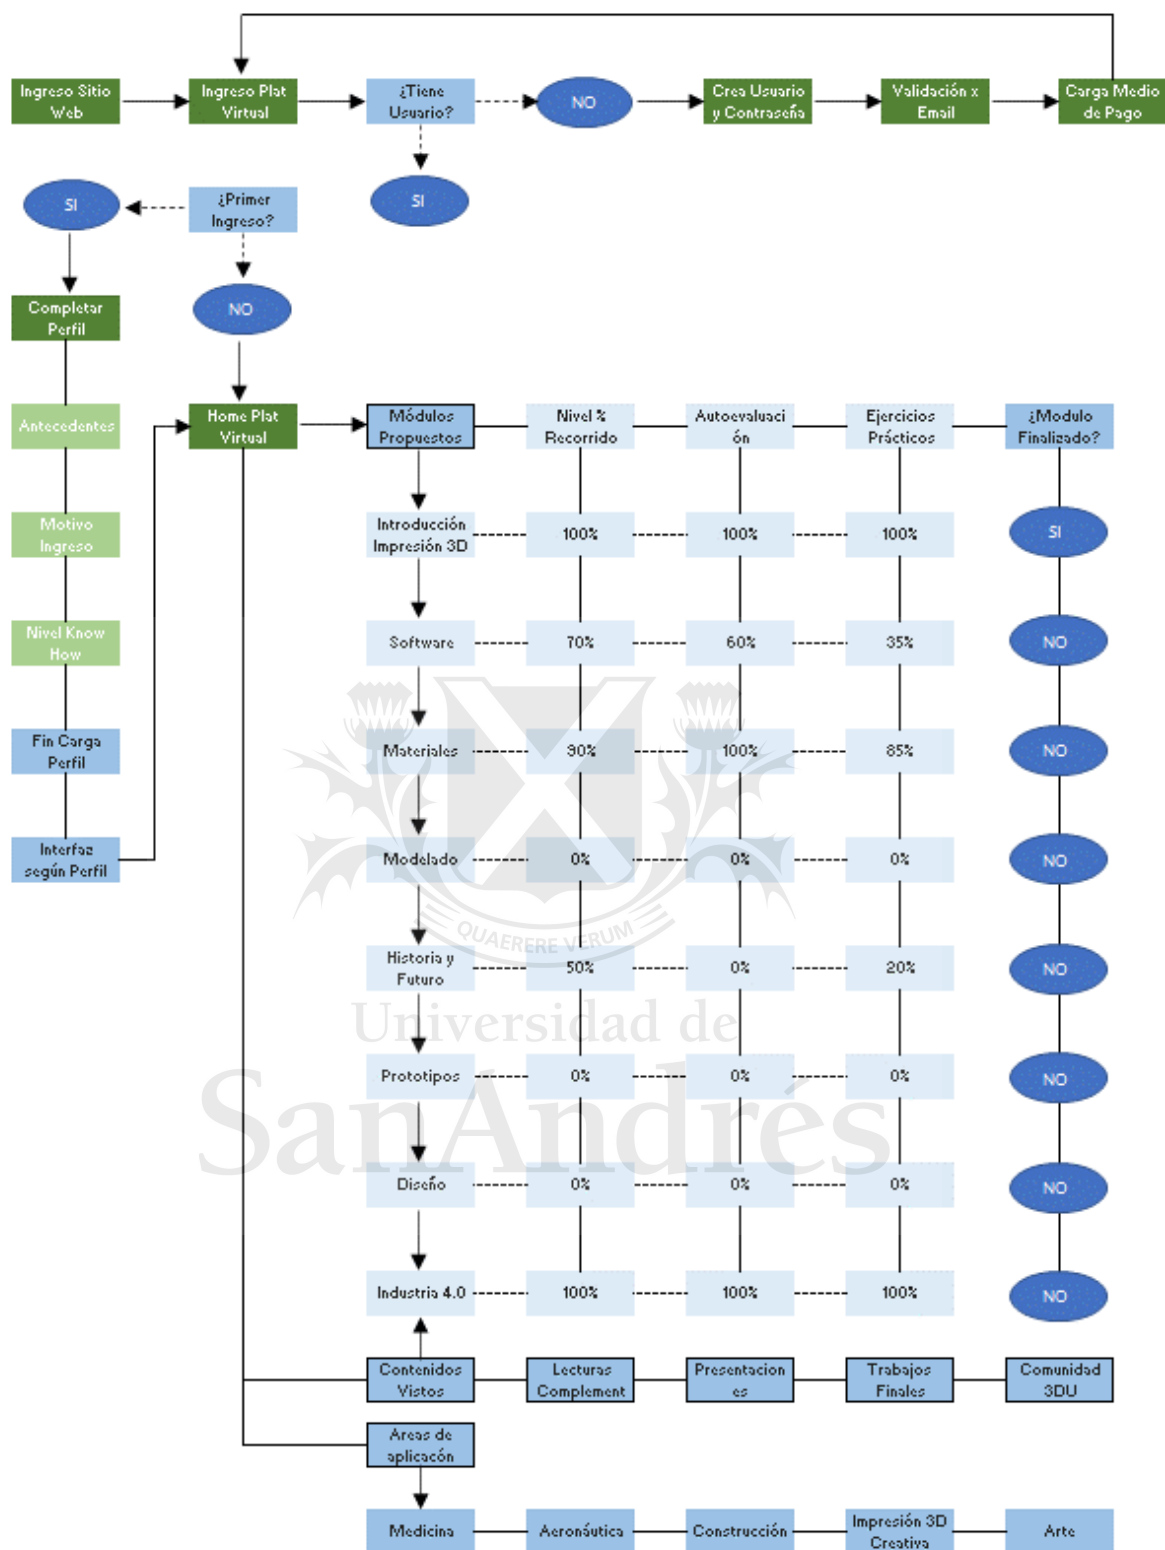 Ingreso Sitio
Web
Ingreso Plat
Virtual
¿Tiene
Usuario?
NO
Crea Usuario
y Contraseña
Validación x
Email
Carga Medio
de Pago
SI
¿Primer
Ingreso?
SI
NO
Completar
Perfil
Antecedentes
Home Plat
Virtual
Módulos
Propuestos
Nivel %
Recorrido
Autoevaluaci
ón
Ejercicios
Prácticos
¿Modulo
Finalizado?
Motivo
Ingreso
Introducción
Impresión 3D
100%
100%
100%
SI
Nivel Know
How
Software
70%
60%
35%
NO
Fin Carga
Perfil
Materiales
90%
100%
85%
NO
Interfaz
según Perfil
Modelado
0%
0%
0%
NO
QUAERERE VERUM
Historia y
Futuro
50%
0%
20%
NO
Universidad de
SanAndrés
Prototipos
0%
0%
0%
NO
Diseño
0%
0%
0%
NO
Industria 4.0
100%
100%
100%
NO
Contenidos
Vistos
Lecturas
Complement
Presentacion
es
Trabajos
Finales
Comunidad
3DU
Areas de
aplicacón
Medicina
Aeronáutica
Construcción
Impresión 3D
Creativa
Arte